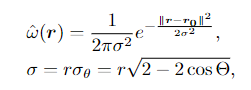 ω̂(r) = 1/(2πσ²) e^(−‖r−r₀‖²/(2σ²)),
σ = rσ_θ = r√(2 − 2 cos Θ),